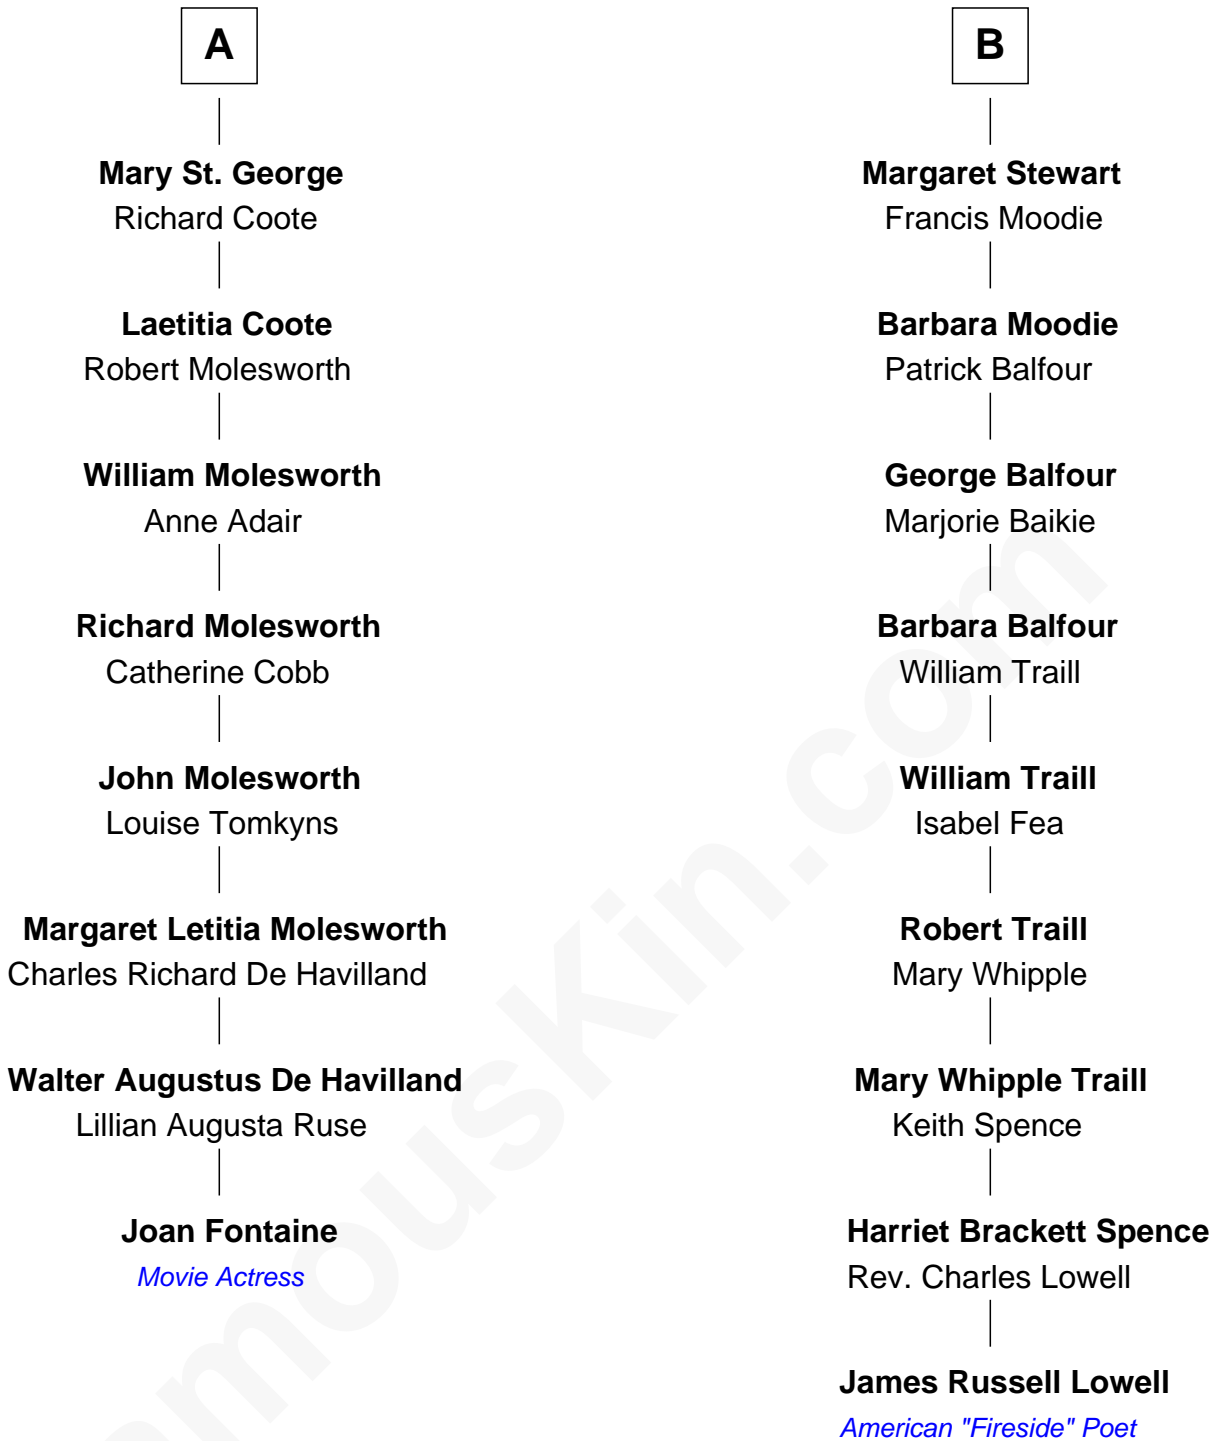 A
Mary St. George
Richard Coote
Laetitia Coote
Robert Molesworth
William Molesworth
Anne Adair
Richard Molesworth
Catherine Cobb
John Molesworth
Louise Tomkyns
Margaret Letitia Molesworth
Charles Richard De Havilland
Walter Augustus De Havilland
Lillian Augusta Ruse
Joan Fontaine
Movie Actress
B
Margaret Stewart
Francis Moodie
Barbara Moodie
Patrick Balfour
George Balfour
Marjorie Baikie
Barbara Balfour
William Traill
William Traill
Isabel Fea
Robert Traill
Mary Whipple
Mary Whipple Traill
Keith Spence
Harriet Brackett Spence
Rev. Charles Lowell
James Russell Lowell
American "Fireside" Poet
amousKin.com